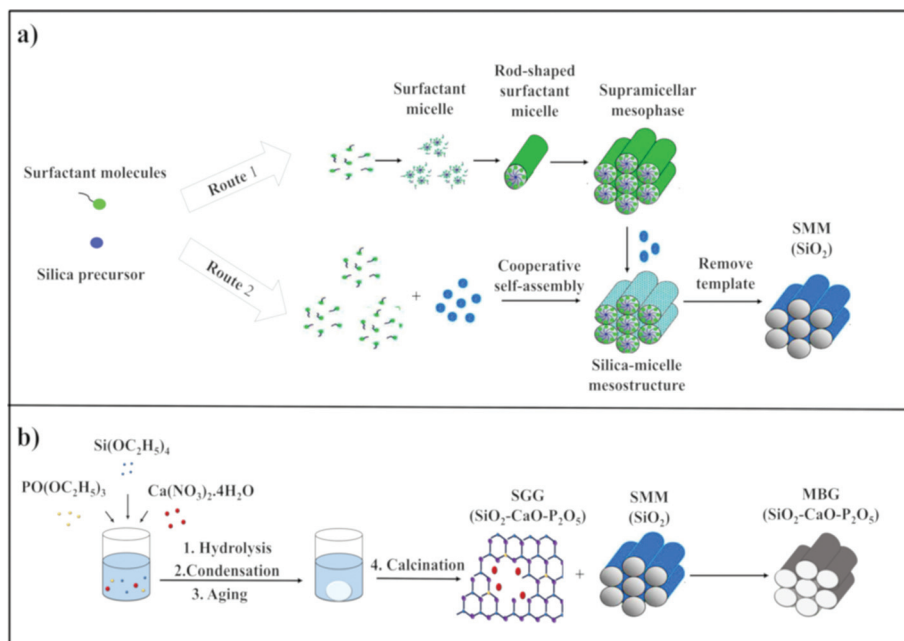 a)
Surfactant molecules
Silica precursor
Route 1
Route 2
Surfactant
micelle
Rod-shaped
surfactant
micelle
Supramicellar
mesophase
+
Cooperative
self-assembly
Silica-micelle
mesostructure
Remove
template
SMM
(SiO₂)
b)
Si(OC₂H₅)₄
PO(OC₂H₅)₃
Ca(NO₃)₂.4H₂O
1. Hydrolysis
2.Condensation
3. Aging
4. Calcination
SGG
(SiO₂-CaO-P₂O₅)
+
SMM
(SiO₂)
MBG
(SiO₂-CaO-P₂O₅)